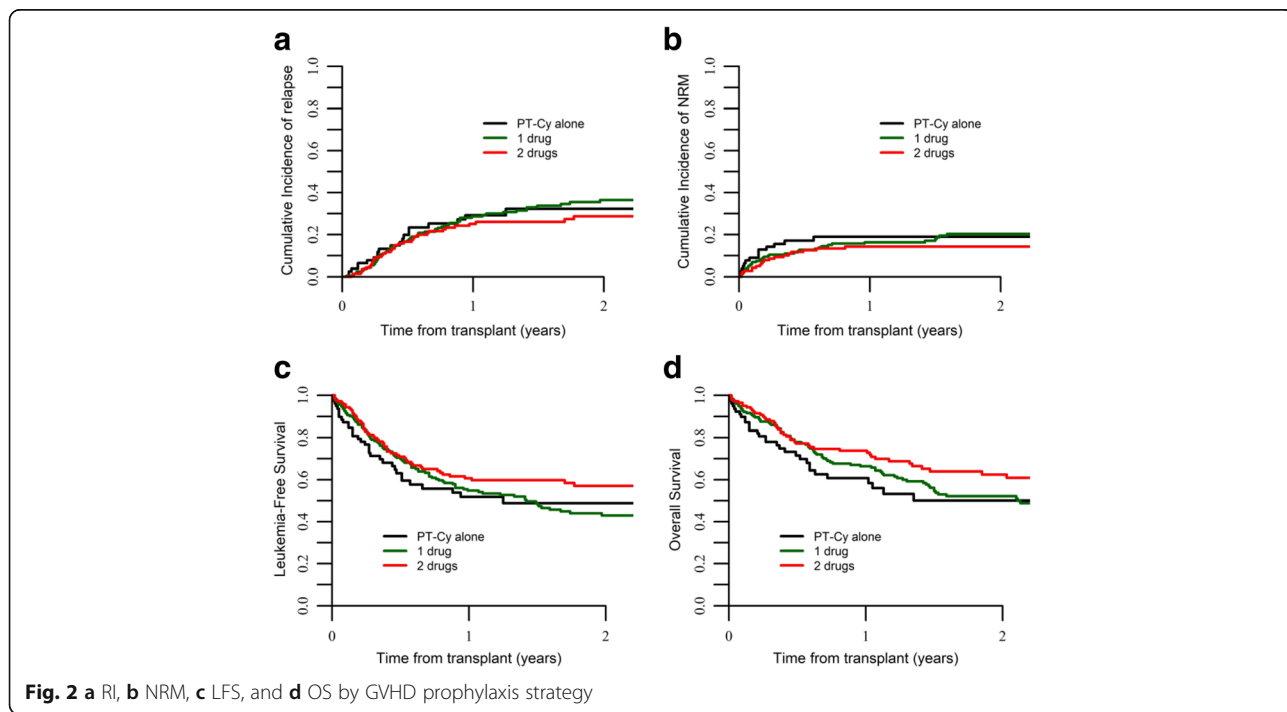 a
Cumulative Incidence of relapse
1.0
0.8
0.6
0.4
0.2
0.0
PT-Cy alone
1 drug
2 drugs
0 1 2
Time from transplant (years)
b
Cumulative Incidence of NRM
1.0
0.8
0.6
0.4
0.2
0.0
PT-Cy alone
1 drug
2 drugs
0 1 2
Time from transplant (years)
c
Leukemia-Free Survival
1.0
0.8
0.6
0.4
0.2
0.0
PT-Cy alone
1 drug
2 drugs
0 1 2
Time from transplant (years)
d
Overall Survival
1.0
0.8
0.6
0.4
0.2
0.0
PT-Cy alone
1 drug
2 drugs
0 1 2
Time from transplant (years)
Fig. 2 a RI, b NRM, c LFS, and d OS by GVHD prophylaxis strategy